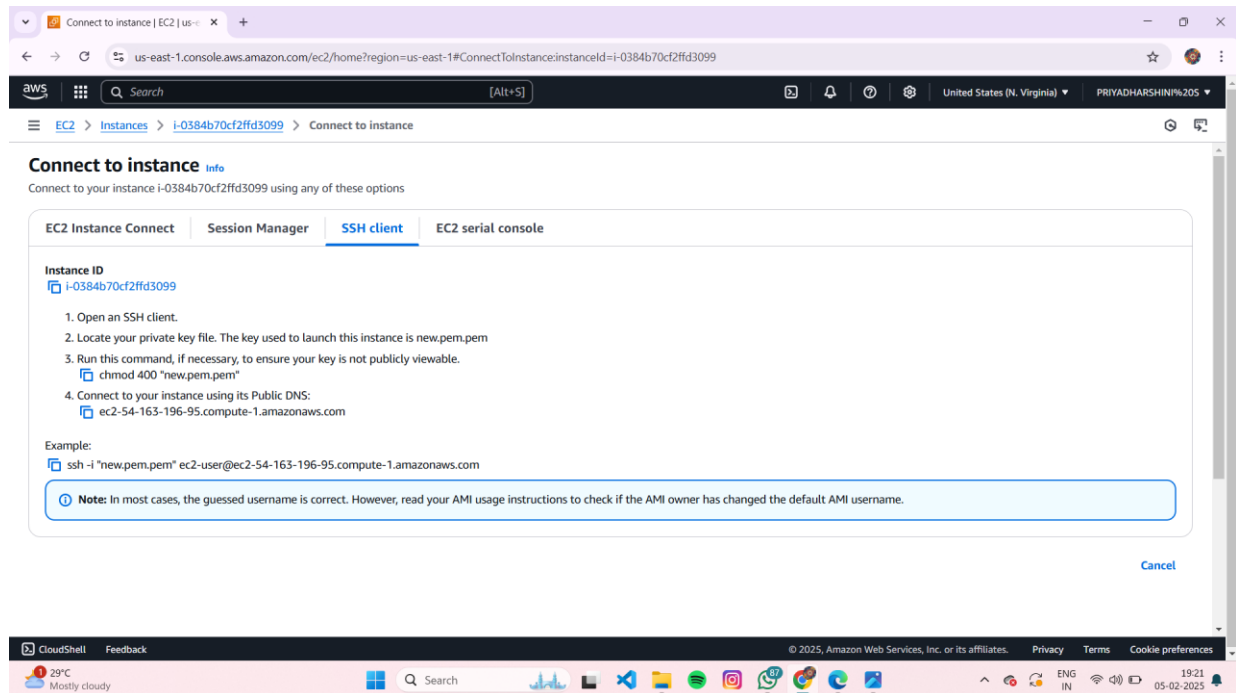 Connect to instance | EC2 | us-e
us-east-1.console.aws.amazon.com/ec2/home?region=us-east-1#ConnectToInstance:instanceId=i-0384b70cf2ffd3099
aws Search [Alt+S] United States (N. Virginia) PRIYADHARSHINI%20S
EC2 > Instances > i-0384b70cf2ffd3099 > Connect to instance
Connect to instance Info
Connect to your instance i-0384b70cf2ffd3099 using any of these options
EC2 Instance Connect Session Manager SSH client EC2 serial console
Instance ID
i-0384b70cf2ffd3099
1. Open an SSH client.
2. Locate your private key file. The key used to launch this instance is new.pem.pem
3. Run this command, if necessary, to ensure your key is not publicly viewable.
chmod 400 "new.pem.pem"
4. Connect to your instance using its Public DNS:
ec2-54-163-196-95.compute-1.amazonaws.com
Example:
ssh -i "new.pem.pem" ec2-user@ec2-54-163-196-95.compute-1.amazonaws.com
Note: In most cases, the guessed username is correct. However, read your AMI usage instructions to check if the AMI owner has changed the default AMI username.
Cancel
CloudShell Feedback © 2025, Amazon Web Services, Inc. or its affiliates. Privacy Terms Cookie preferences
1 29°C Search 87 ENG 19:21
Mostly cloudy IN 05-02-2025